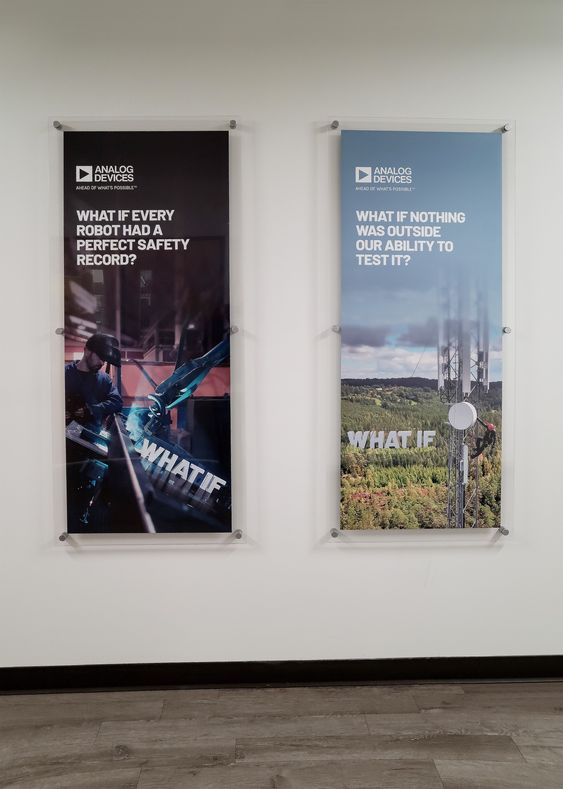 ANALOG
DEVICES
AHEAD OF WHAT'S POSSIBLE™
WHAT IF EVERY
ROBOT HAD A
PERFECT SAFETY
RECORD?
WHAT IF
ANALOG
DEVICES
AHEAD OF WHAT'S POSSIBLE™
WHAT IF NOTHING
WAS OUTSIDE
OUR ABILITY TO
TEST IT?
WHAT IF